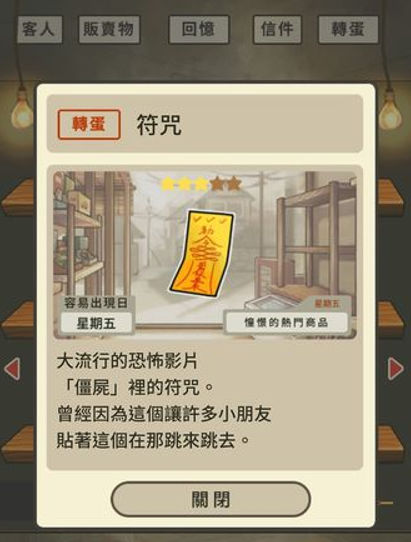 客人
販賣物
回憶
信件
轉蛋
轉蛋
符咒
容易出現日
星期五
星期五
憧憬的熱門商品
大流行的恐怖影片
「僵屍」裡的符咒。
曾經因為這個讓許多小朋友
貼著這個在那跳來跳去。
關閉